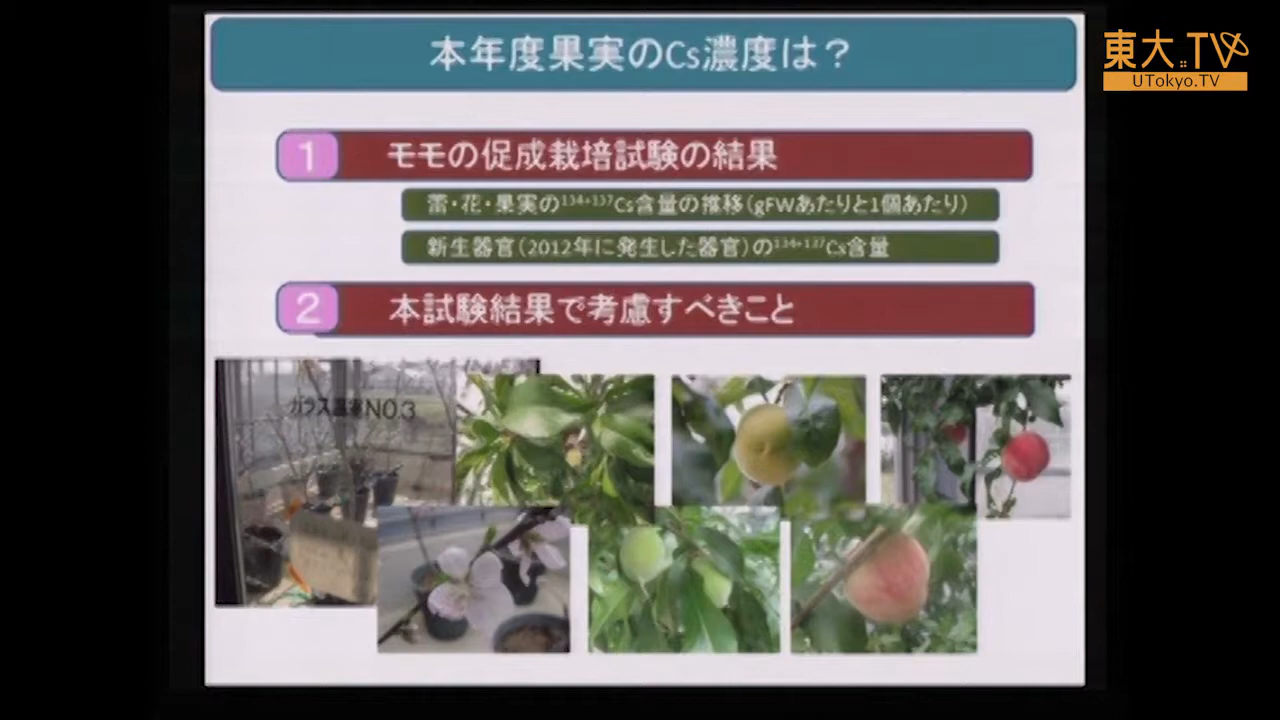 本年度果実のCs濃度は？
東大TV
UTokyo.TV
1 モモの促成栽培試験の結果
蕾・花・果実の134+137Cs含量の推移（gFWあたりと1個あたり）
新生器官（2012年に発生した器官）の134+137Cs含量
2 本試験結果で考慮すべきこと
ガラス温室NO.3